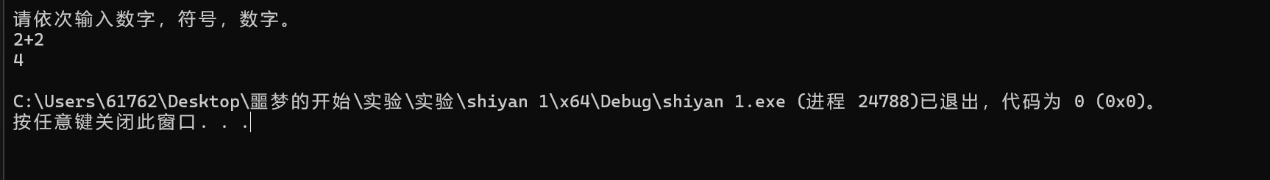 请依次输入数字，符号，数字。
2+2
4
C:\Users\61762\Desktop\噩梦的开始\实验\实验\shiyan 1\x64\Debug\shiyan 1.exe (进程 24788)已退出，代码为 0 (0x0)。
按任意键关闭此窗口. . .